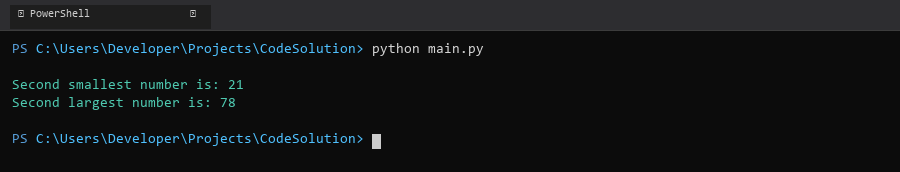 PowerShell
PS C:\Users\Developer\Projects\CodeSolution> python main.py
Second smallest number is: 21
Second largest number is: 78
PS C:\Users\Developer\Projects\CodeSolution>